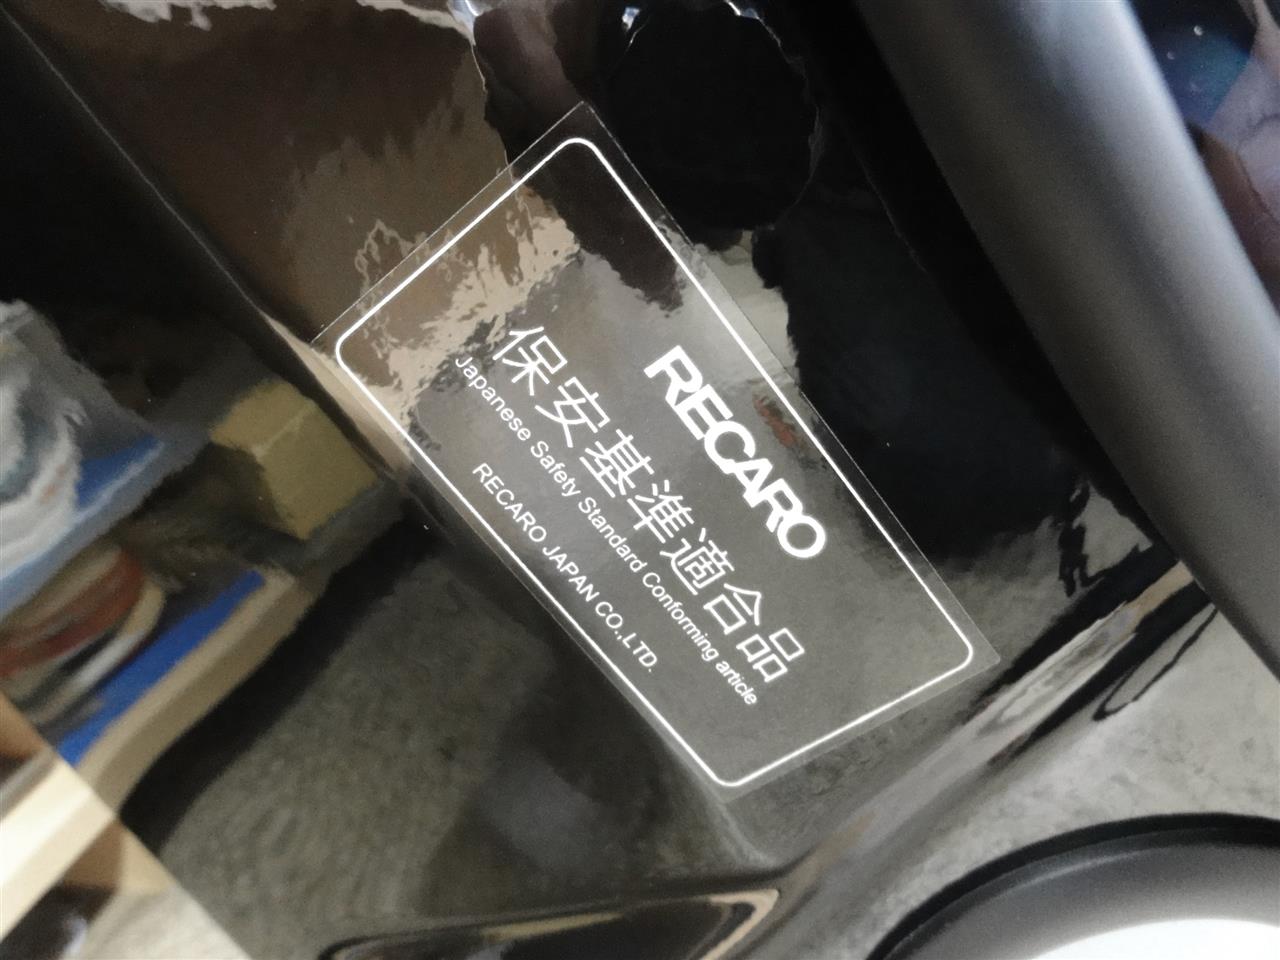 RECARO
保安基準適合品
Japanese Safety Standard Conforming article
RECARO JAPAN CO.,LTD.